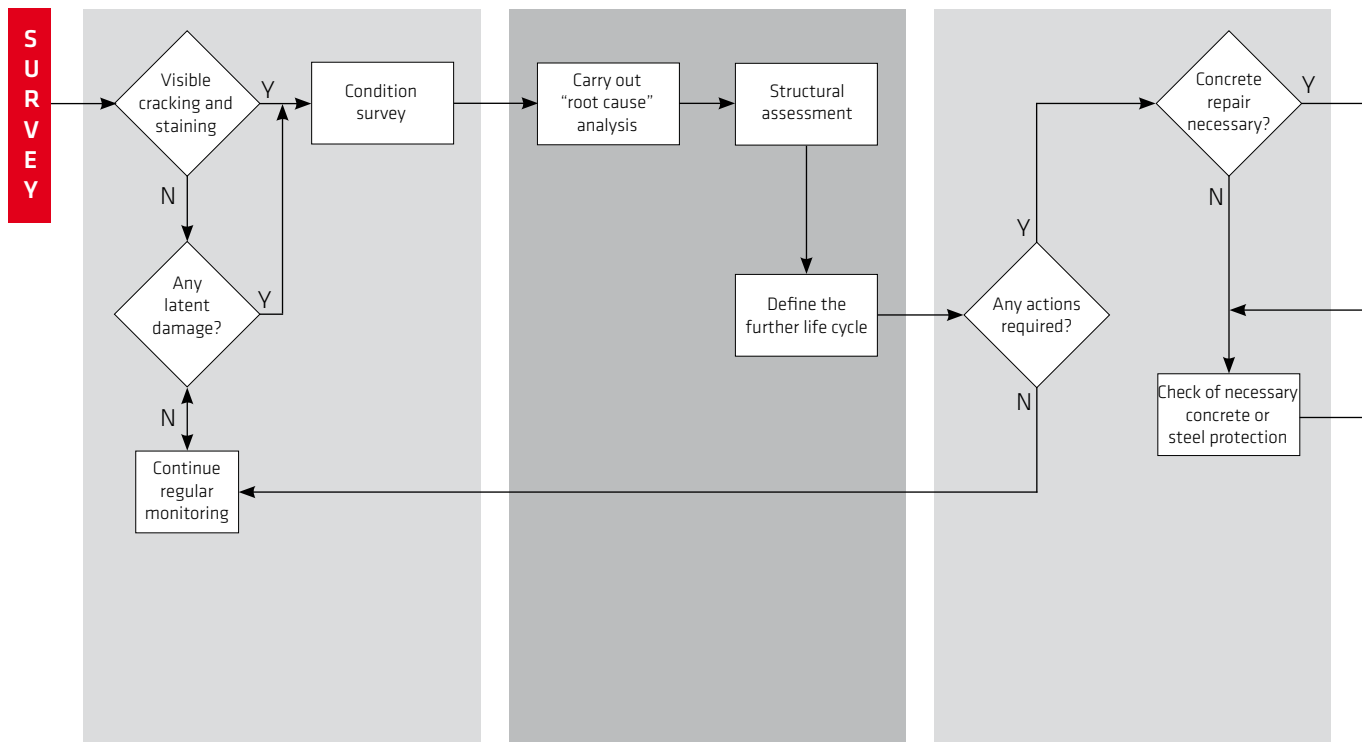 SURVEY
Visible
cracking and
staining
Y
N
Condition
survey
Any
latent
damage?
Y
N
Continue
regular
monitoring
Carry out
“root cause”
analysis
Structural
assessment
Define the
further life cycle
Any actions
required?
Y
N
Concrete
repair
necessary?
Y
N
Check of necessary
concrete or
steel protection